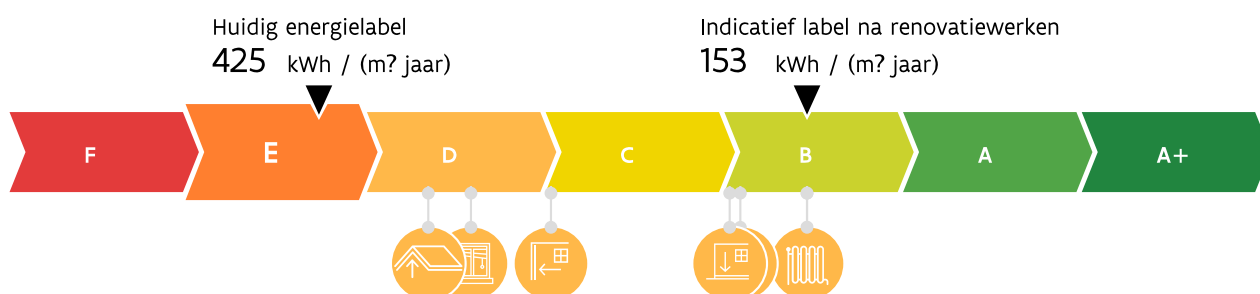 Huidig energielabel
425 kWh / (m? jaar)
Indicatief label na renovatiewerken
153 kWh / (m? jaar)
F E D C B A A+